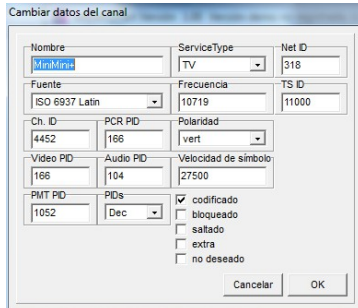 Cambiar datos del canal
Nombre ServiceType Net ID
MiniMini+ TV 318
Fuente Frecuencia TS ID
ISO 6937 Latin 10719 11000
Ch. ID PCR PID Polaridad
4452 166 vert
Video PID Audio PID Velocidad de símbolo
166 104 27500
PMT PID PIDs
1052 Dec
codificado
bloqueado
saltado
extra
no deseado
Cancelar OK